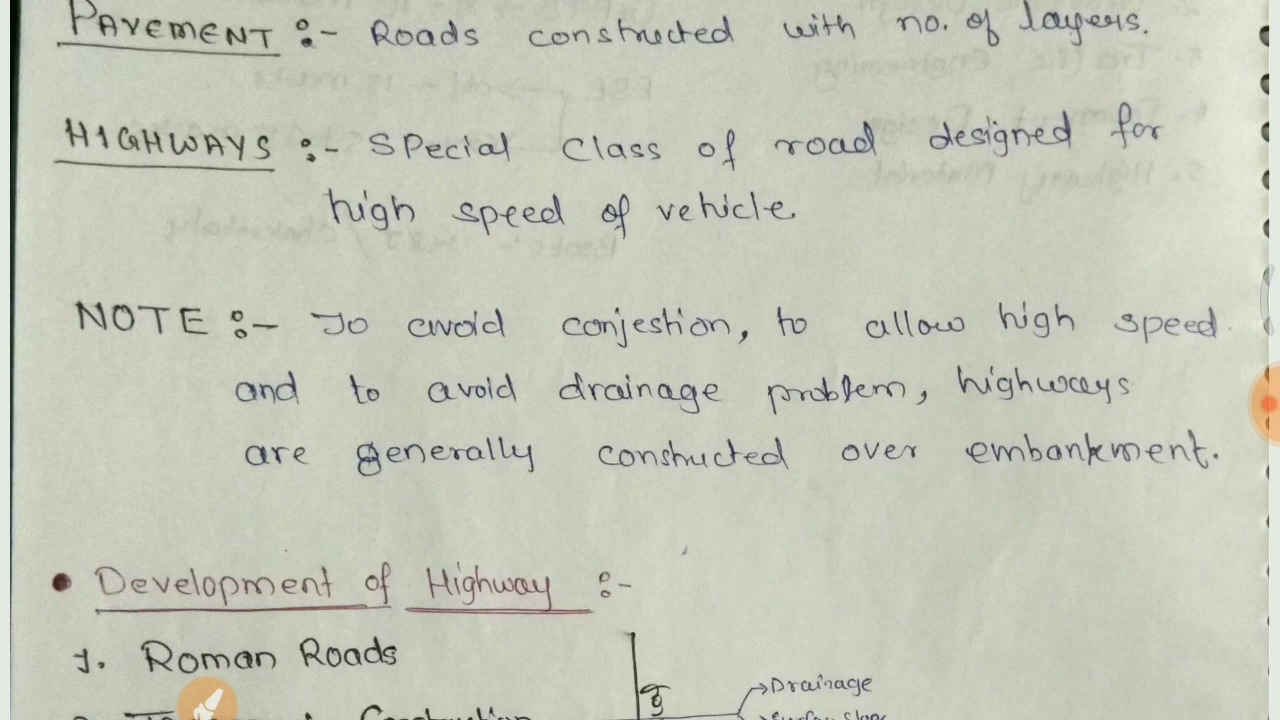 PAVEMENT :- Roads constructed with no. of layers.
HIGHWAYS :- Special Class of road designed for
high speed of vehicle.
NOTE :- To avoid conjestion, to allow high speed
and to avoid drainage problem, highways
are generally constructed over embankment.
• Development of Highway :-
1. Roman Roads
Drainage
Construction